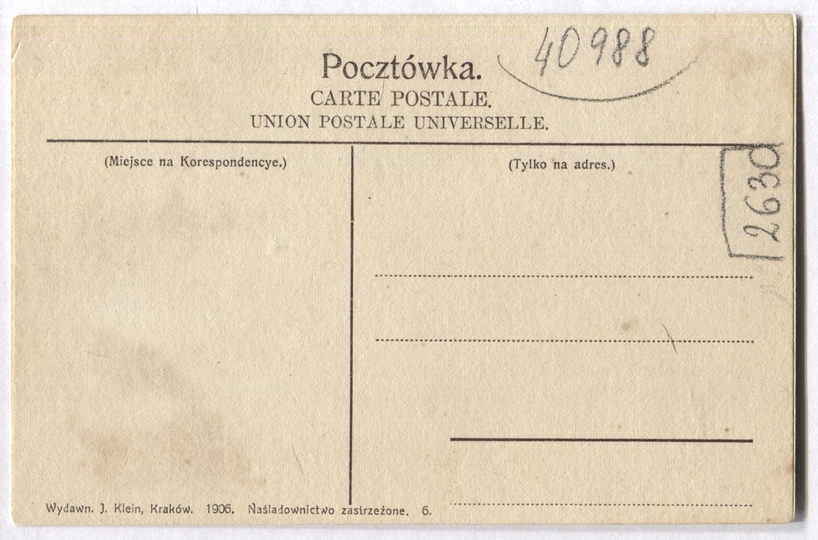 40988
Pocztówka.
CARTE POSTALE.
UNION POSTALE UNIVERSELLE.
(Miejsce na Korespondencye.)
(Tylko na adres.)
2630
Wydawn. J. Klein, Kraków. 1906. Naśladownictwo zastrzeżone. 6.